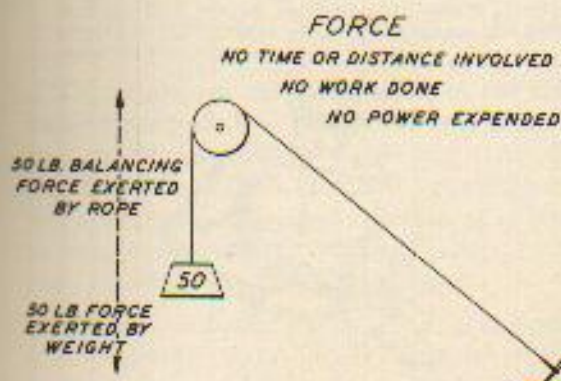 FORCE
NO TIME OR DISTANCE INVOLVED
NO WORK DONE
NO POWER EXPENDED
50 LB. BALANCING
FORCE EXERTED
BY ROPE
50
50 LB FORCE
EXERTED BY
WEIGHT